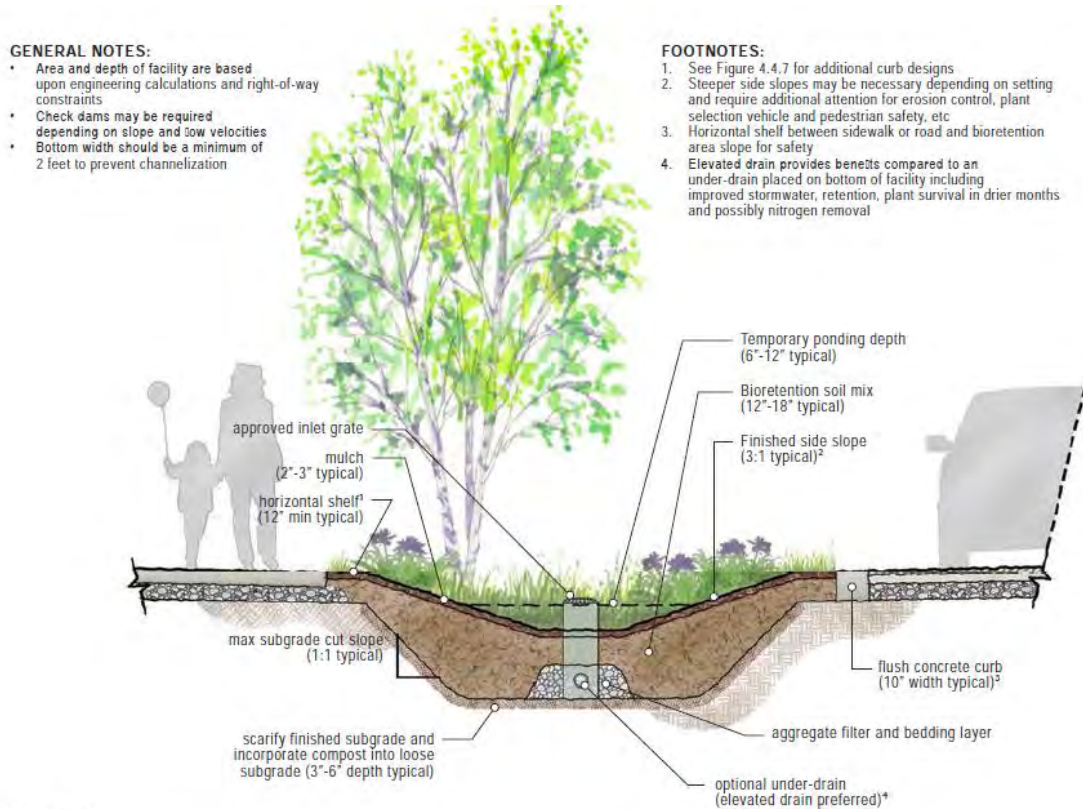 GENERAL NOTES:
• Area and depth of facility are based
upon engineering calculations and right-of-way
constraints
• Check dams may be required
depending on slope and ▯ow velocities
• Bottom width should be a minimum of
2 feet to prevent channelization
FOOTNOTES:
1. See Figure 4.4.7 for additional curb designs
2. Steeper side slopes may be necessary depending on setting
and require additional attention for erosion control, plant
selection vehicle and pedestrian safety, etc
3. Horizontal shelf between sidewalk or road and bioretention
area slope for safety
4. Elevated drain provides bene▯ts compared to an
under-drain placed on bottom of facility including
improved stormwater, retention, plant survival in drier months
and possibly nitrogen removal
Temporary ponding depth
(6"-12" typical)
Bioretention soil mix
(12"-18" typical)
Finished side slope
(3:1 typical)²
approved inlet grate
mulch
(2"-3" typical)
horizontal shelf³
(12" min typical)
max subgrade cut slope
(1:1 typical)
flush concrete curb
(10" width typical)³
scarify finished subgrade and
incorporate compost into loose
subgrade (3"-6" depth typical)
aggregate filter and bedding layer
optional under-drain
(elevated drain preferred)⁴